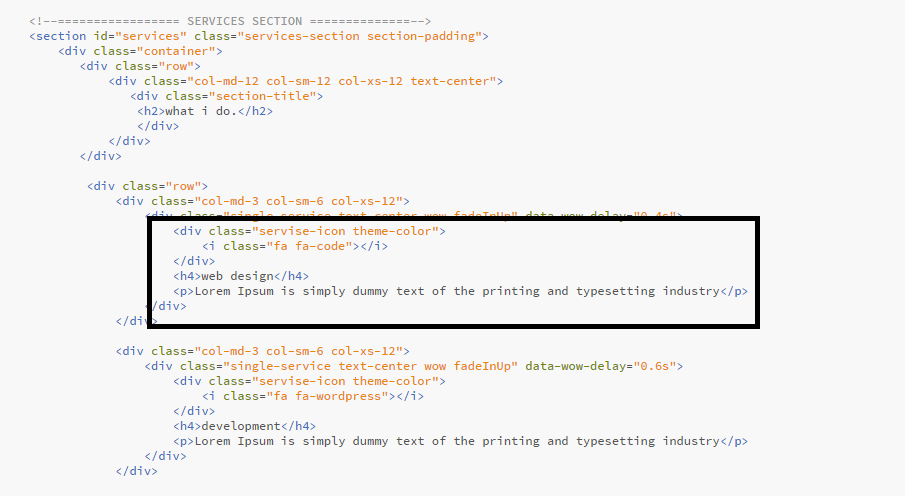 <!--================= SERVICES SECTION ==============-->
<section id="services" class="services-section section-padding">
<div class="container">
<div class="row">
<div class="col-md-12 col-sm-12 col-xs-12 text-center">
<div class="section-title">
<h2>what i do.</h2>
</div>
</div>
</div>
<div class="row">
<div class="col-md-3 col-sm-6 col-xs-12">
<div class="single-service text-center wow fadeInUp" data-wow-delay="0.4s">
<div class="servise-icon theme-color">
<i class="fa fa-code"></i>
</div>
<h4>web design</h4>
<p>Lorem Ipsum is simply dummy text of the printing and typesetting industry</p>
</div>
</div>
<div class="col-md-3 col-sm-6 col-xs-12">
<div class="single-service text-center wow fadeInUp" data-wow-delay="0.6s">
<div class="servise-icon theme-color">
<i class="fa fa-wordpress"></i>
</div>
<h4>development</h4>
<p>Lorem Ipsum is simply dummy text of the printing and typesetting industry</p>
</div>
</div>